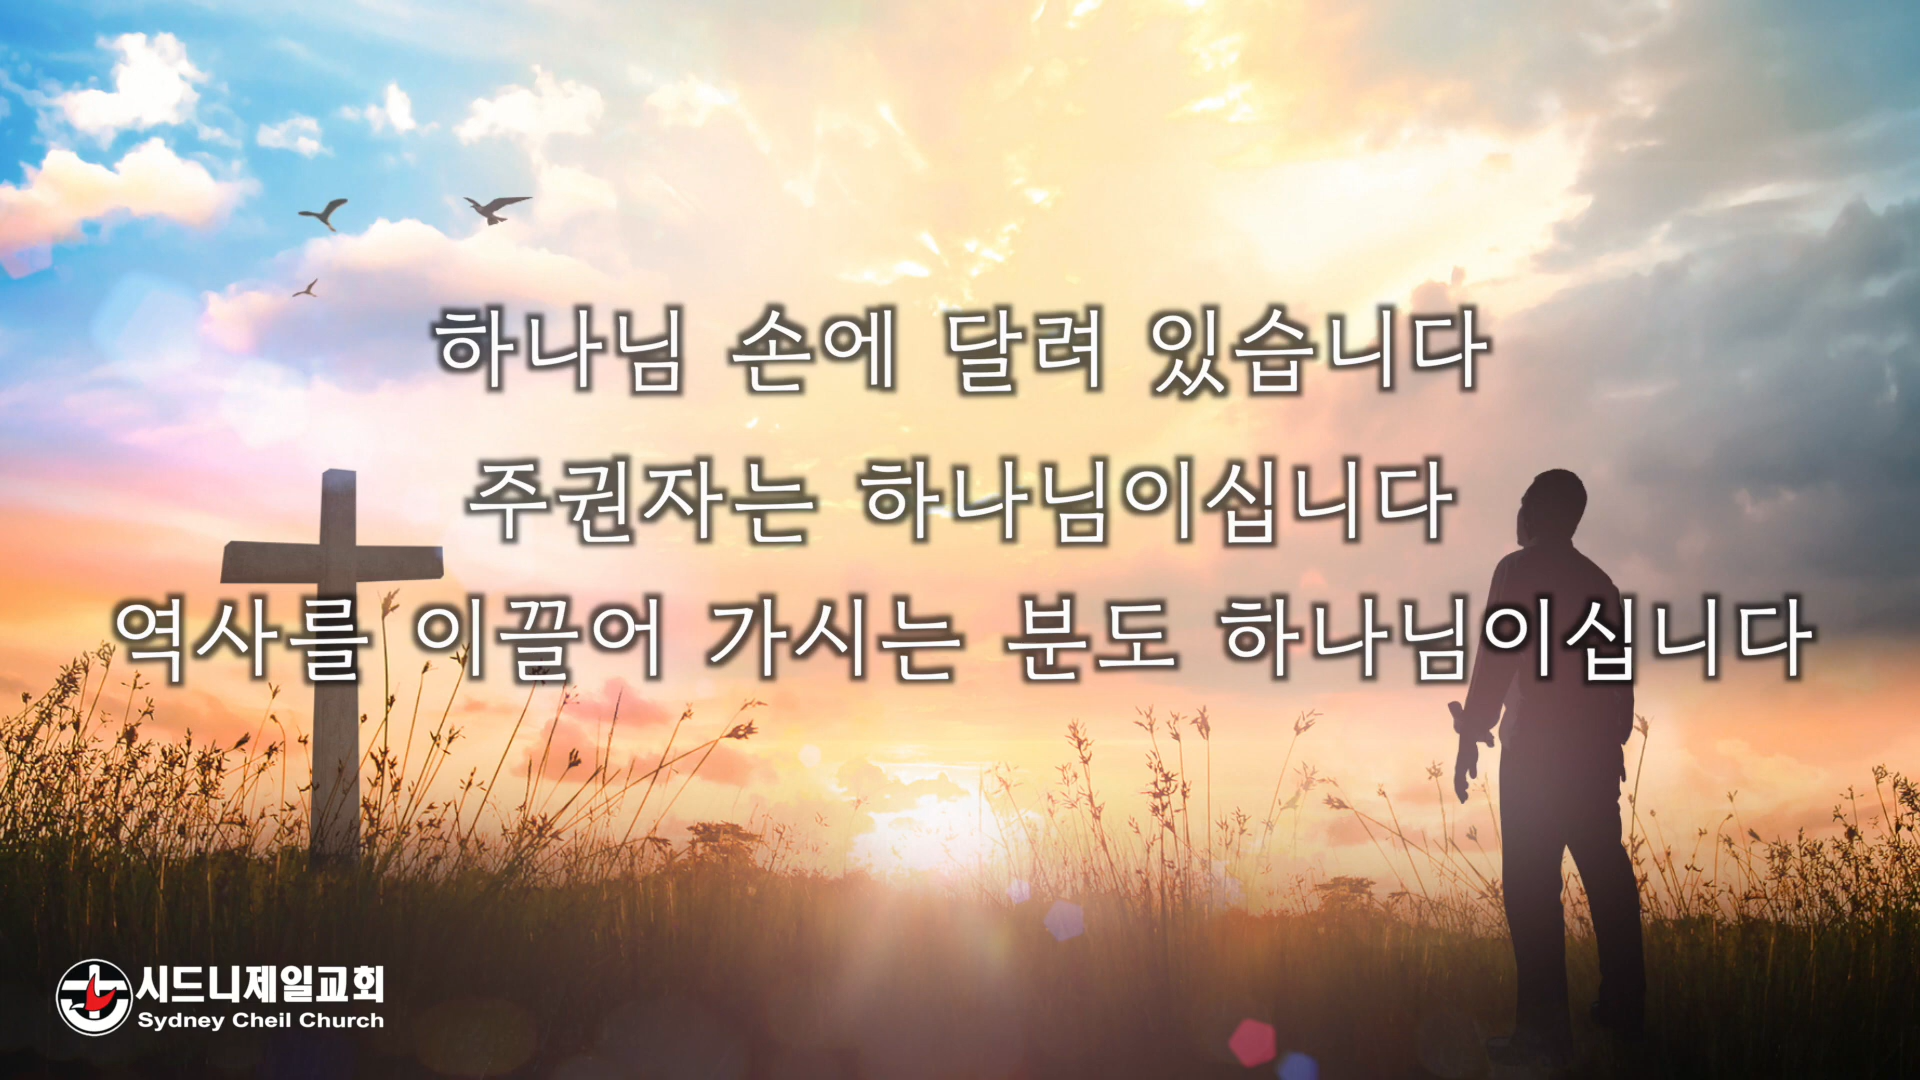 하나님 손에 달려 있습니다
주권자는 하나님이십니다
역사를 이끌어 가시는 분도 하나님이십니다
시드니제일교회
Sydney Cheil Church